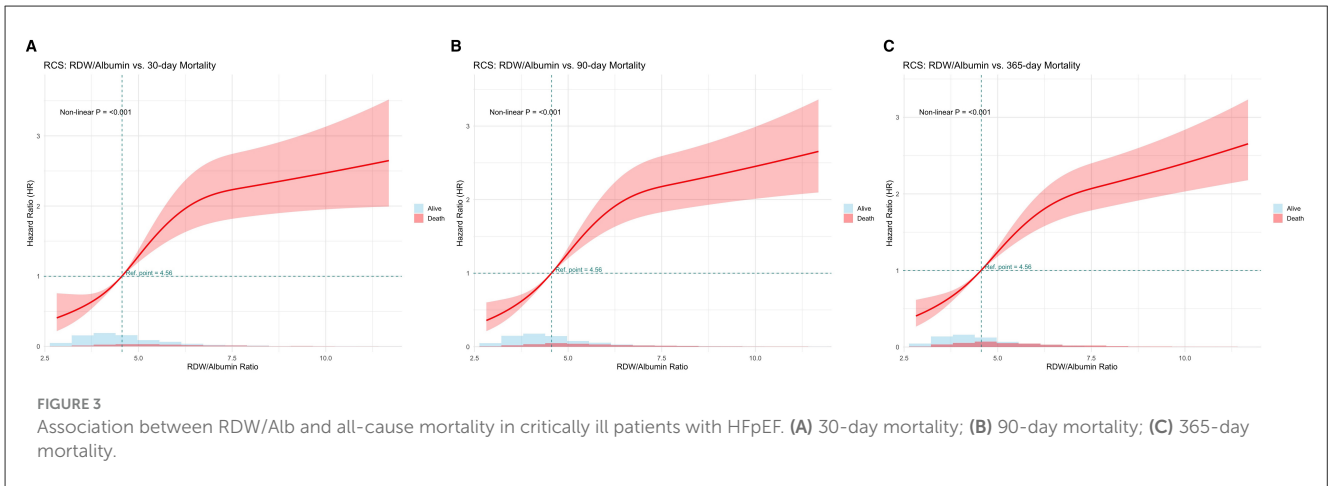 A
RCS: RDW/Albumin vs. 30-day Mortality
Non-linear P = <0.001
Hazard Ratio (HR)
3
2
1
0
Ref. point = 4.56
2.5 5.0 7.5 10.0
RDW/Albumin Ratio
Alive
Death
B
RCS: RDW/Albumin vs. 90-day Mortality
Non-linear P = <0.001
Hazard Ratio (HR)
3
2
1
0
Ref. point = 4.56
2.5 5.0 7.5 10.0
RDW/Albumin Ratio
Alive
Death
C
RCS: RDW/Albumin vs. 365-day Mortality
Non-linear P = <0.001
Hazard Ratio (HR)
3
2
1
0
Ref. point = 4.56
2.5 5.0 7.5 10.0
RDW/Albumin Ratio
Alive
Death
FIGURE 3
Association between RDW/Alb and all-cause mortality in critically ill patients with HFpEF. (A) 30-day mortality; (B) 90-day mortality; (C) 365-day
mortality.